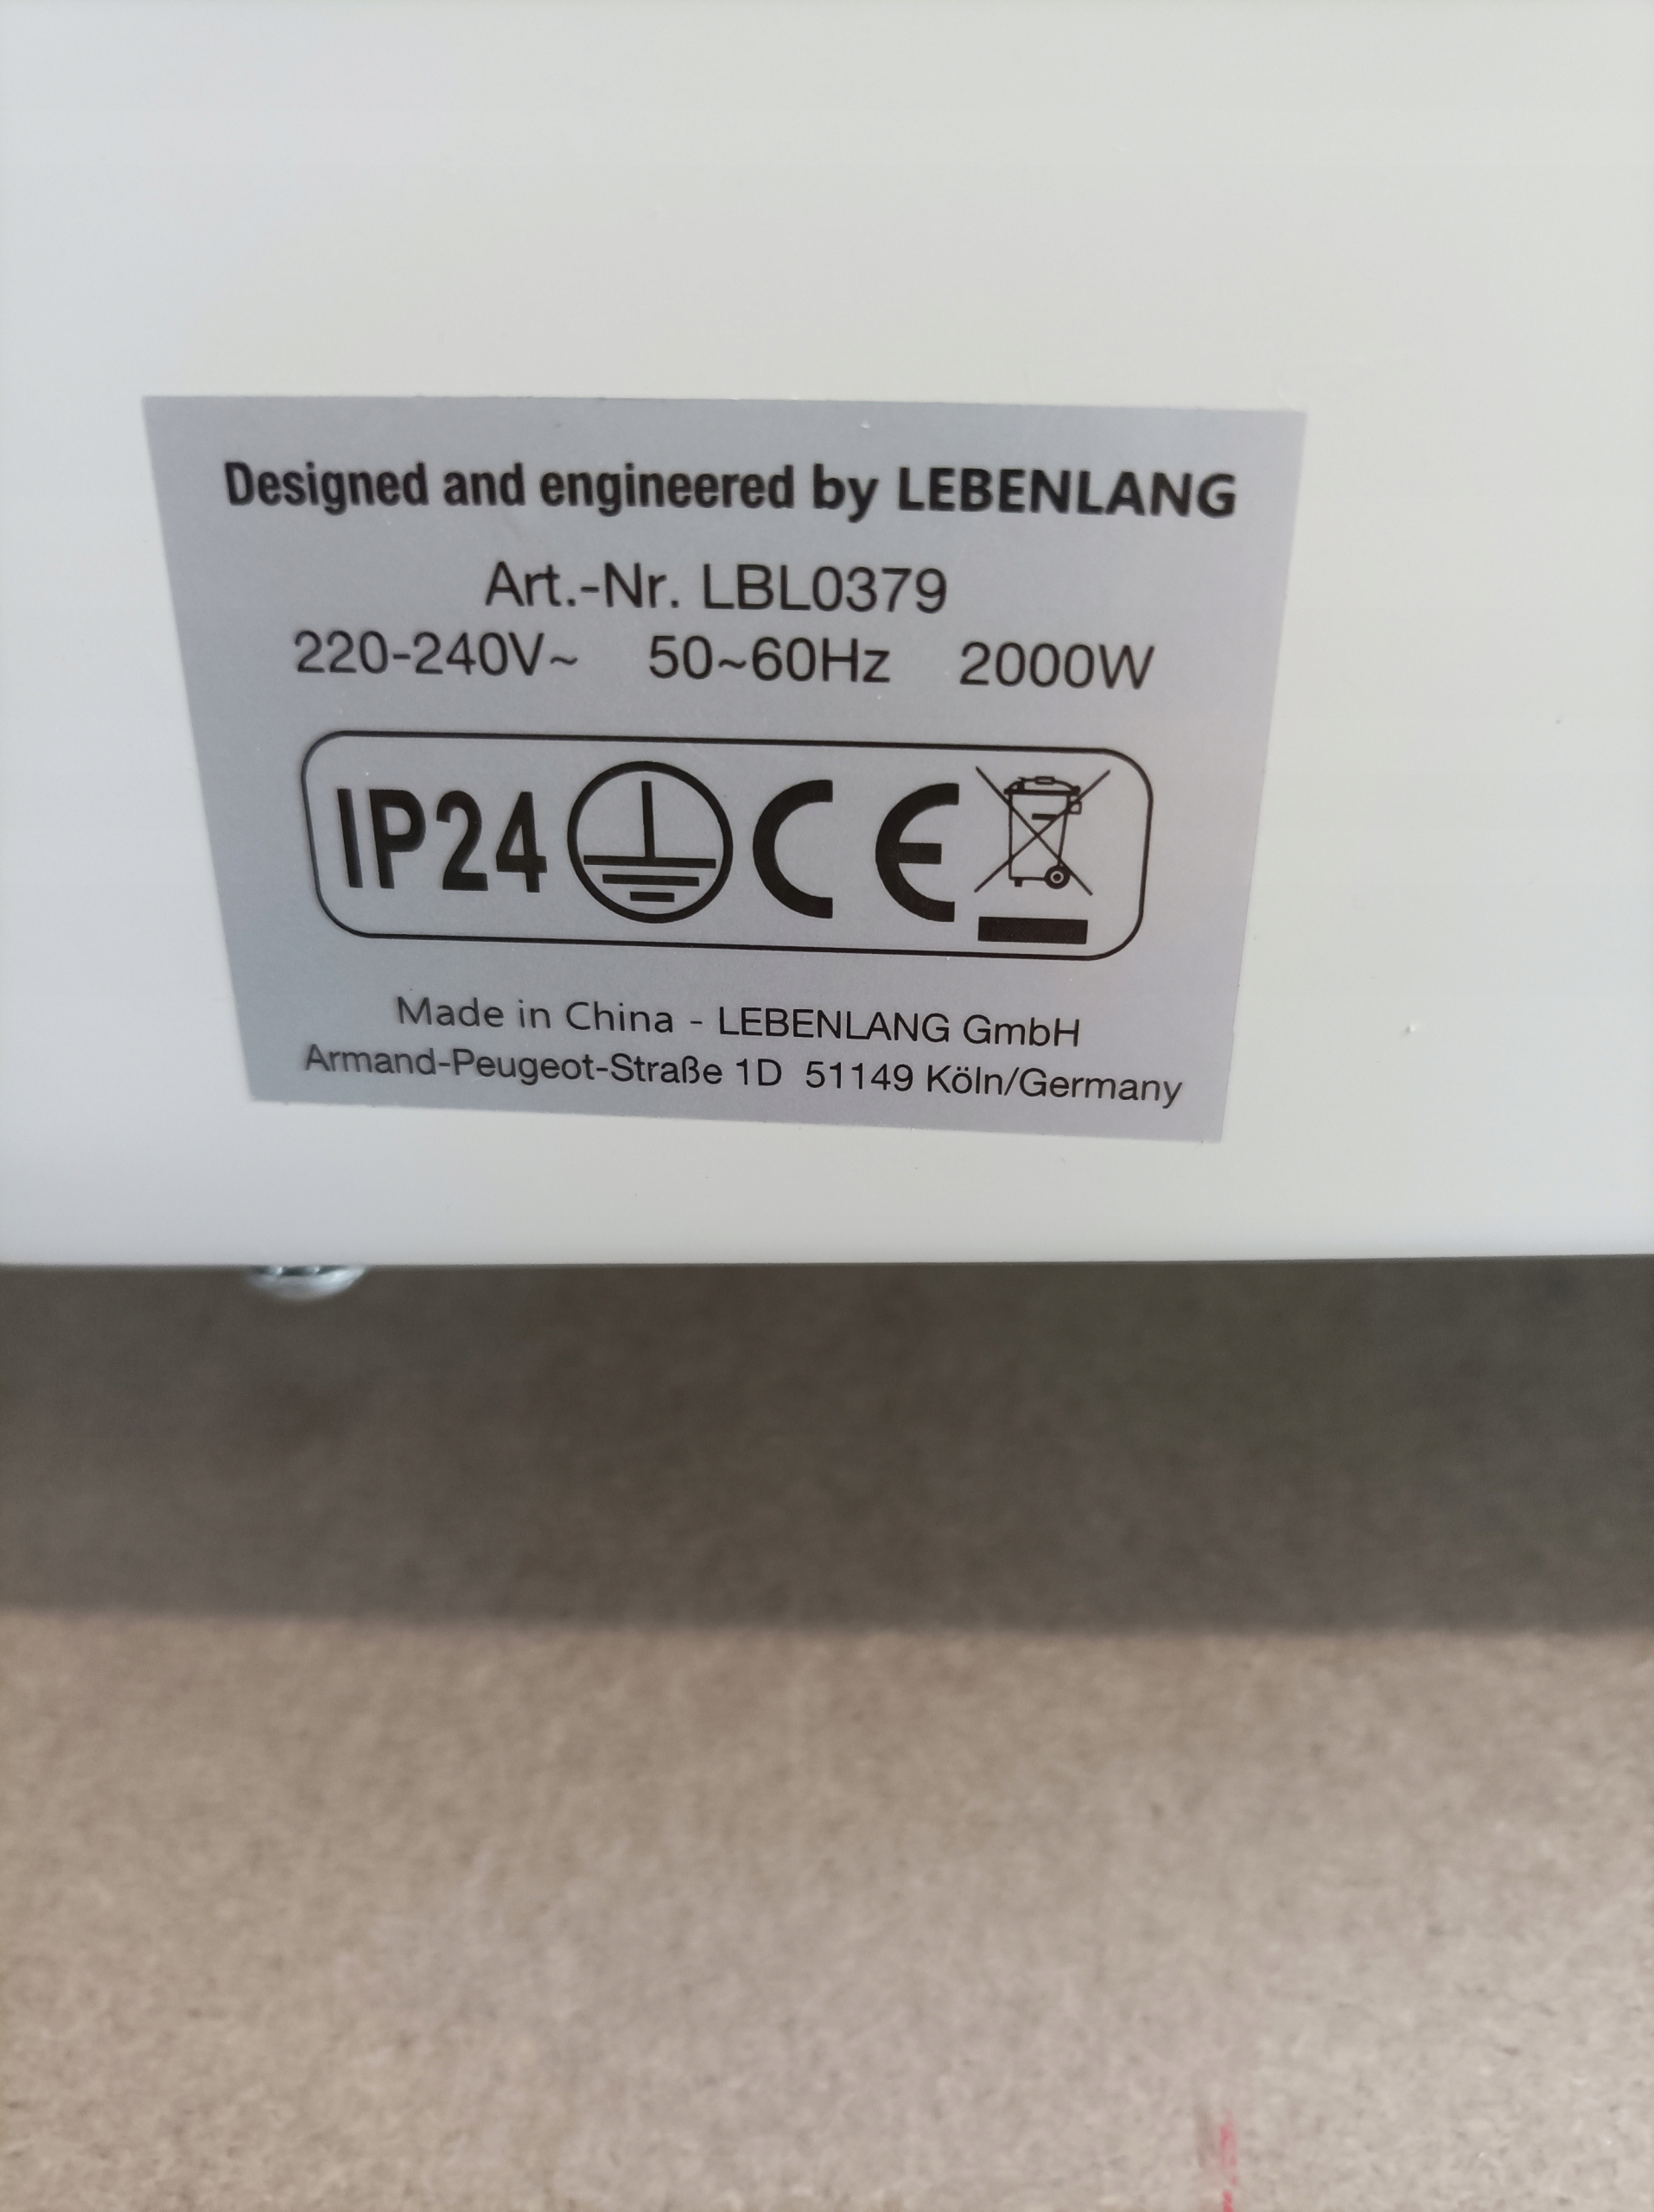 Designed and engineered by LEBENLANG
Art.-Nr. LBL0379
220-240V~ 50~60Hz 2000W
IP24 CE
Made in China - LEBENLANG GmbH
Armand-Peugeot-Straße 1D 51149 Köln/Germany